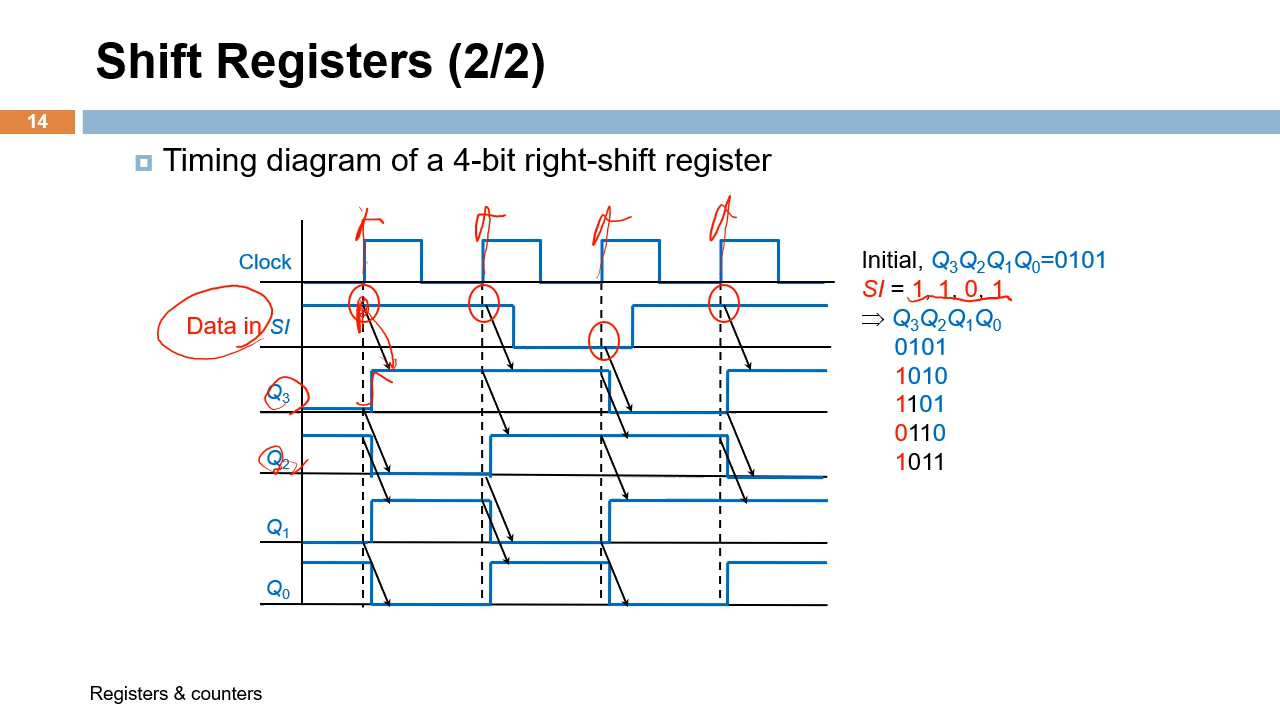 Shift Registers (2/2)
14
Timing diagram of a 4-bit right-shift register
Clock
Data in SI
Q₃
Q₂
Q₁
Q₀
Initial, Q₃Q₂Q₁Q₀=0101
SI = 1, 1, 0, 1
⇒ Q₃Q₂Q₁Q₀
0101
1010
1101
0110
1011
Registers & counters